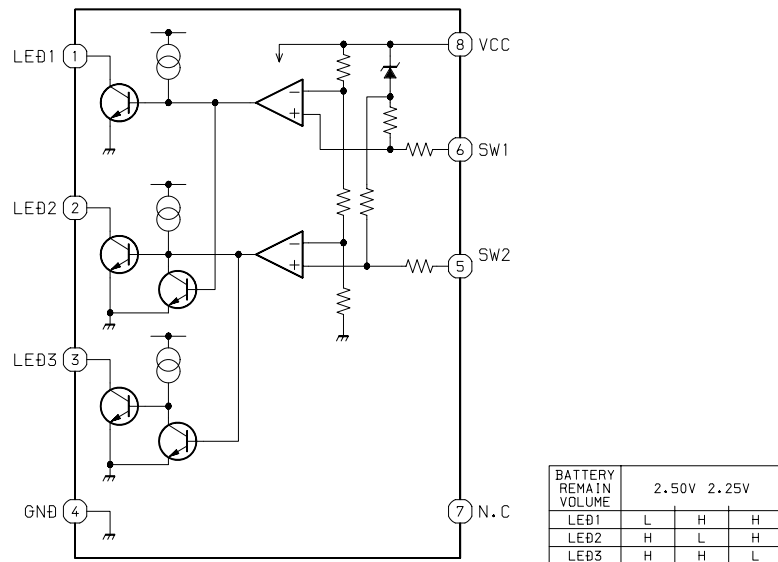 LED1 1
8 VCC
6 SW1
LED2 2
5 SW2
LED3 3
GND 4
7 N.C
BATTERY REMAIN VOLUME 2.50V 2.25V
LED1 L H H
LED2 H L H
LED3 H H L